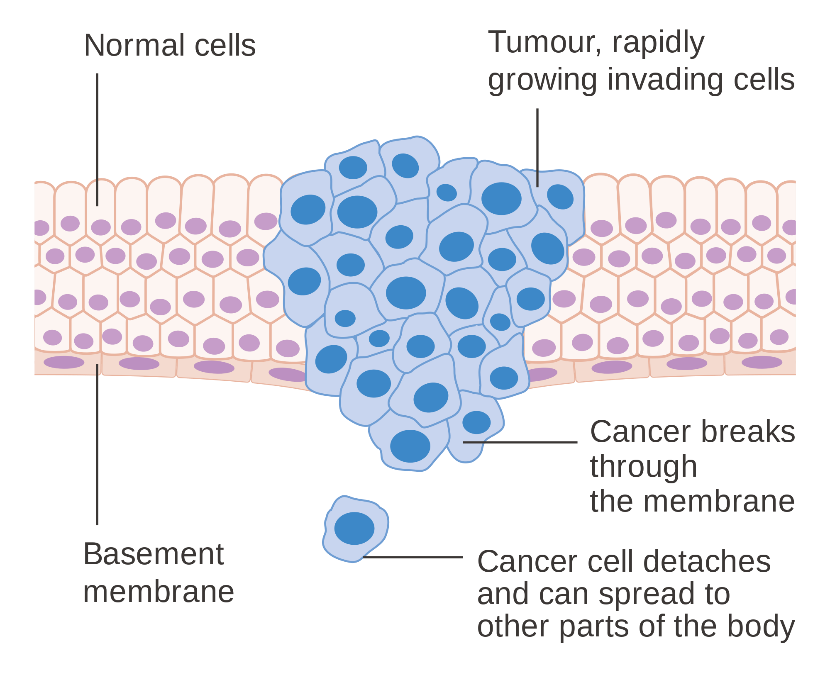 Normal cells
Tumour, rapidly
growing invading cells
Cancer breaks
through
the membrane
Basement
membrane
Cancer cell detaches
and can spread to
other parts of the body